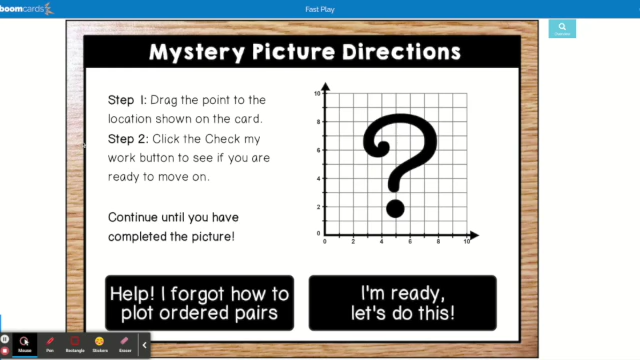 boomcards
Fast Play
Mystery Picture Directions
Step 1: Drag the point to the
location shown on the card.
Step 2: Click the Check my
work button to see if you are
ready to move on.
Continue until you have
completed the picture!
10
8
6
4
2
0
0 2 4 6 8 10
?
Help! I forgot how to
plot ordered pairs
I'm ready,
let's do this!
Mouse Pen Rectangle Stickers Eraser